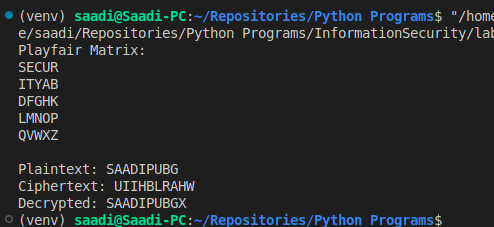 (venv) saadi@Saadi-PC:~/Repositories/Python Programs$ "/hom
e/saadi/Repositories/Python Programs/InformationSecurity/lab
Playfair Matrix:
SECUR
ITYAB
DFGHK
LMNOP
QVWXZ
Plaintext: SAADIPUBG
Ciphertext: UIIHBLRAHW
Decrypted: SAADIPUBGX
(venv) saadi@Saadi-PC:~/Repositories/Python Programs$